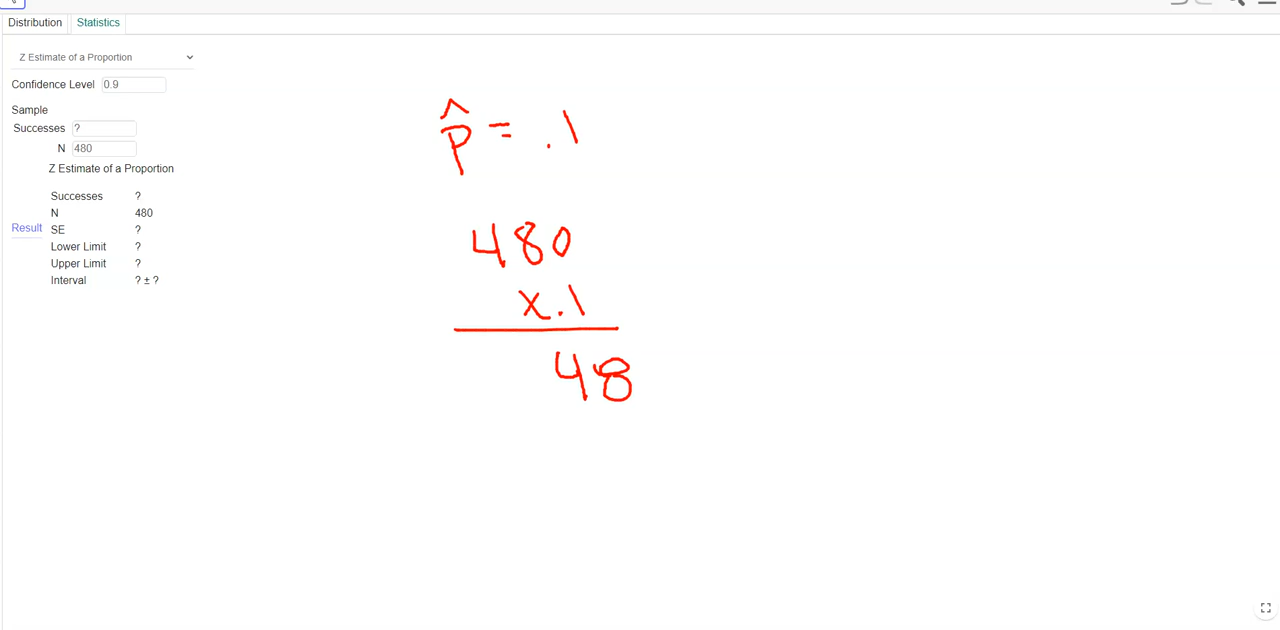 Distribution Statistics
Z Estimate of a Proportion
Confidence Level 0.9
Sample
Successes ?
N 480
Z Estimate of a Proportion
Successes ?
N 480
Result SE ?
Lower Limit ?
Upper Limit ?
Interval ? ± ?
p̂ = .1
480
x .1
48